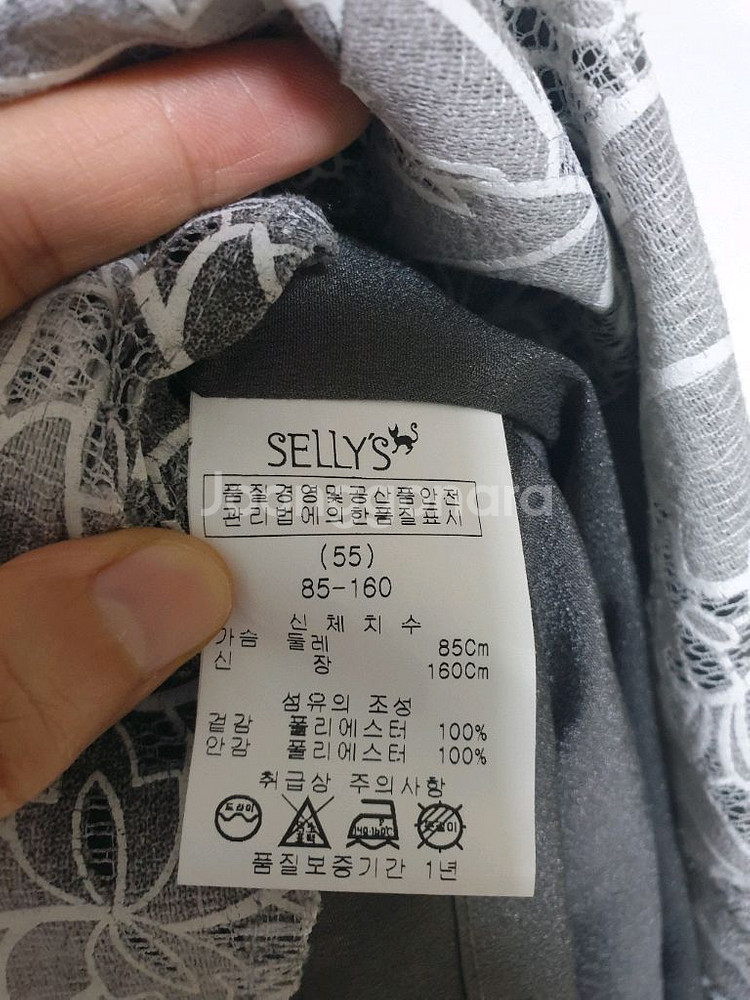 SELLY'S
품질경영및공산품안전
관리법에의한품질표시
(55)
85-160
신 체 치 수
가슴 둘레 85Cm
신 장 160Cm
섬유의 조성
겉감 폴리에스터 100%
안감 폴리에스터 100%
취급상 주의사항
드라이
140-160℃
품질보증기간 1년